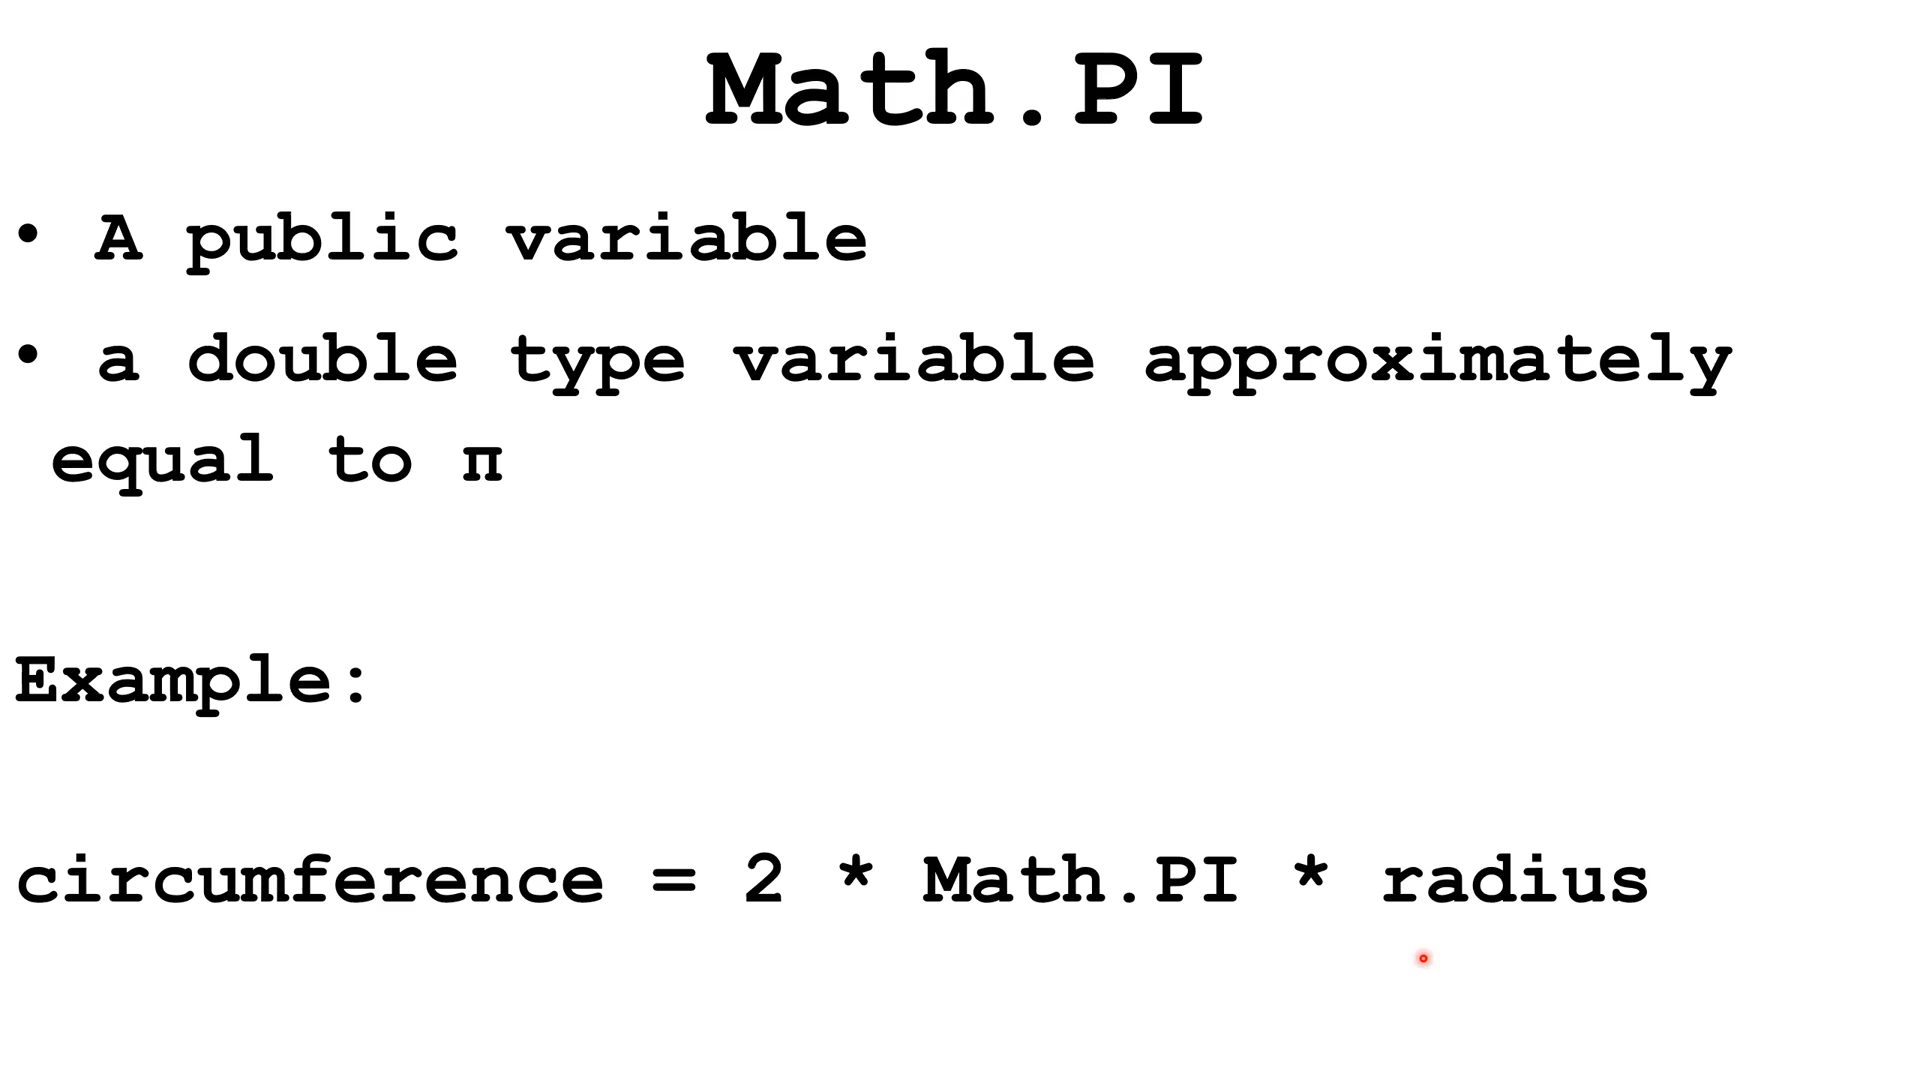 Math.PI
• A public variable
• a double type variable approximately
equal to π
Example:
circumference = 2 * Math.PI * radius